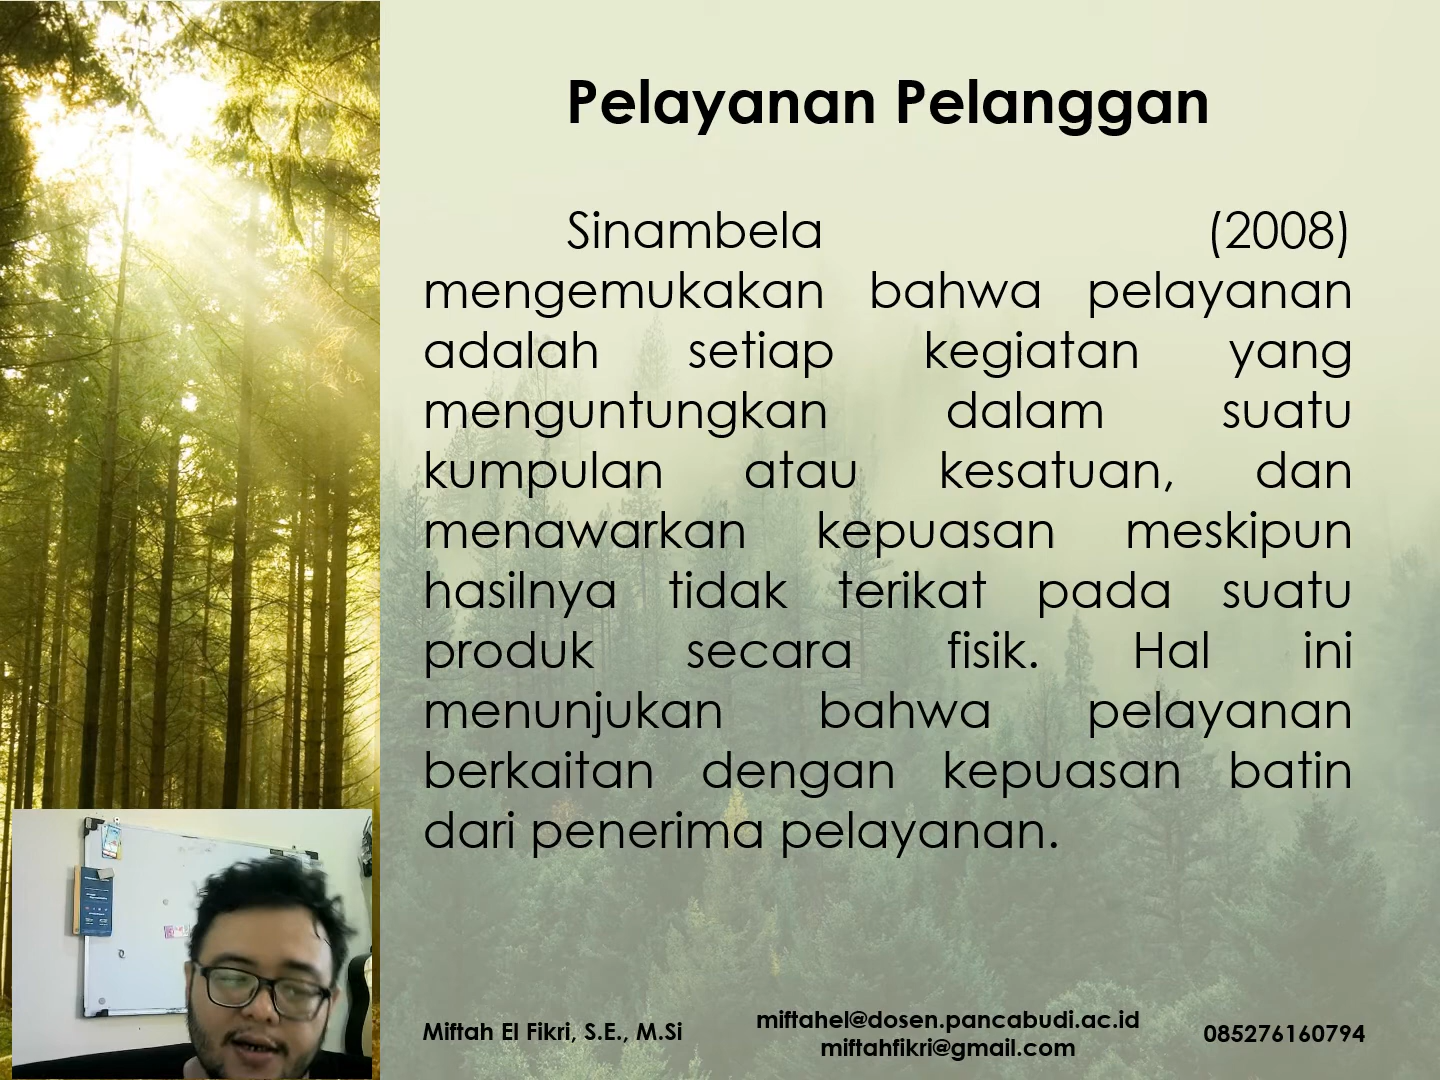 Pelayanan Pelanggan
Sinambela (2008)
mengemukakan bahwa pelayanan
adalah setiap kegiatan yang
menguntungkan dalam suatu
kumpulan atau kesatuan, dan
menawarkan kepuasan meskipun
hasilnya tidak terikat pada suatu
produk secara fisik. Hal ini
menunjukan bahwa pelayanan
berkaitan dengan kepuasan batin
dari penerima pelayanan.
Miftah El Fikri, S.E., M.Si
miftahel@dosen.pancabudi.ac.id
miftahfikri@gmail.com
085276160794